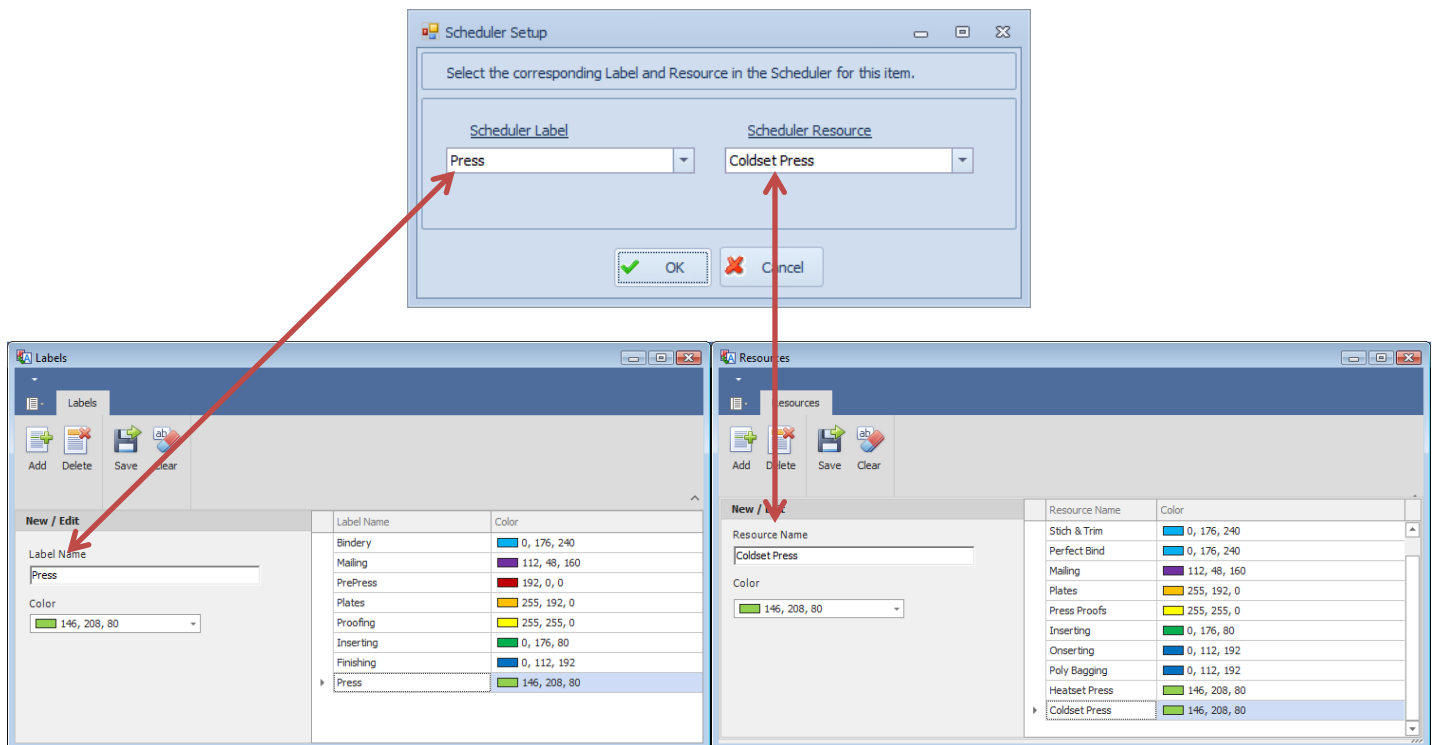 Scheduler Setup
Select the corresponding Label and Resource in the Scheduler for this item.
Scheduler Label Scheduler Resource
Press Coldset Press
OK Cancel
Labels
Labels
Add Delete Save Clear
New / Edit
Label Name
Press
Color
146, 208, 80
Label Name Color
Bindery 0, 176, 240
Mailing 112, 48, 160
PrePress 192, 0, 0
Plates 255, 192, 0
Proofing 255, 255, 0
Inserting 0, 176, 80
Finishing 0, 112, 192
Press 146, 208, 80
Resources
Resources
Add Delete Save Clear
New / Edit
Resource Name
Coldset Press
Color
146, 208, 80
Resource Name Color
Stich & Trim 0, 176, 240
Perfect Bind 0, 176, 240
Mailing 112, 48, 160
Plates 255, 192, 0
Press Proofs 255, 255, 0
Inserting 0, 176, 80
Onserting 0, 112, 192
Poly Bagging 0, 112, 192
Heatset Press 146, 208, 80
Coldset Press 146, 208, 80